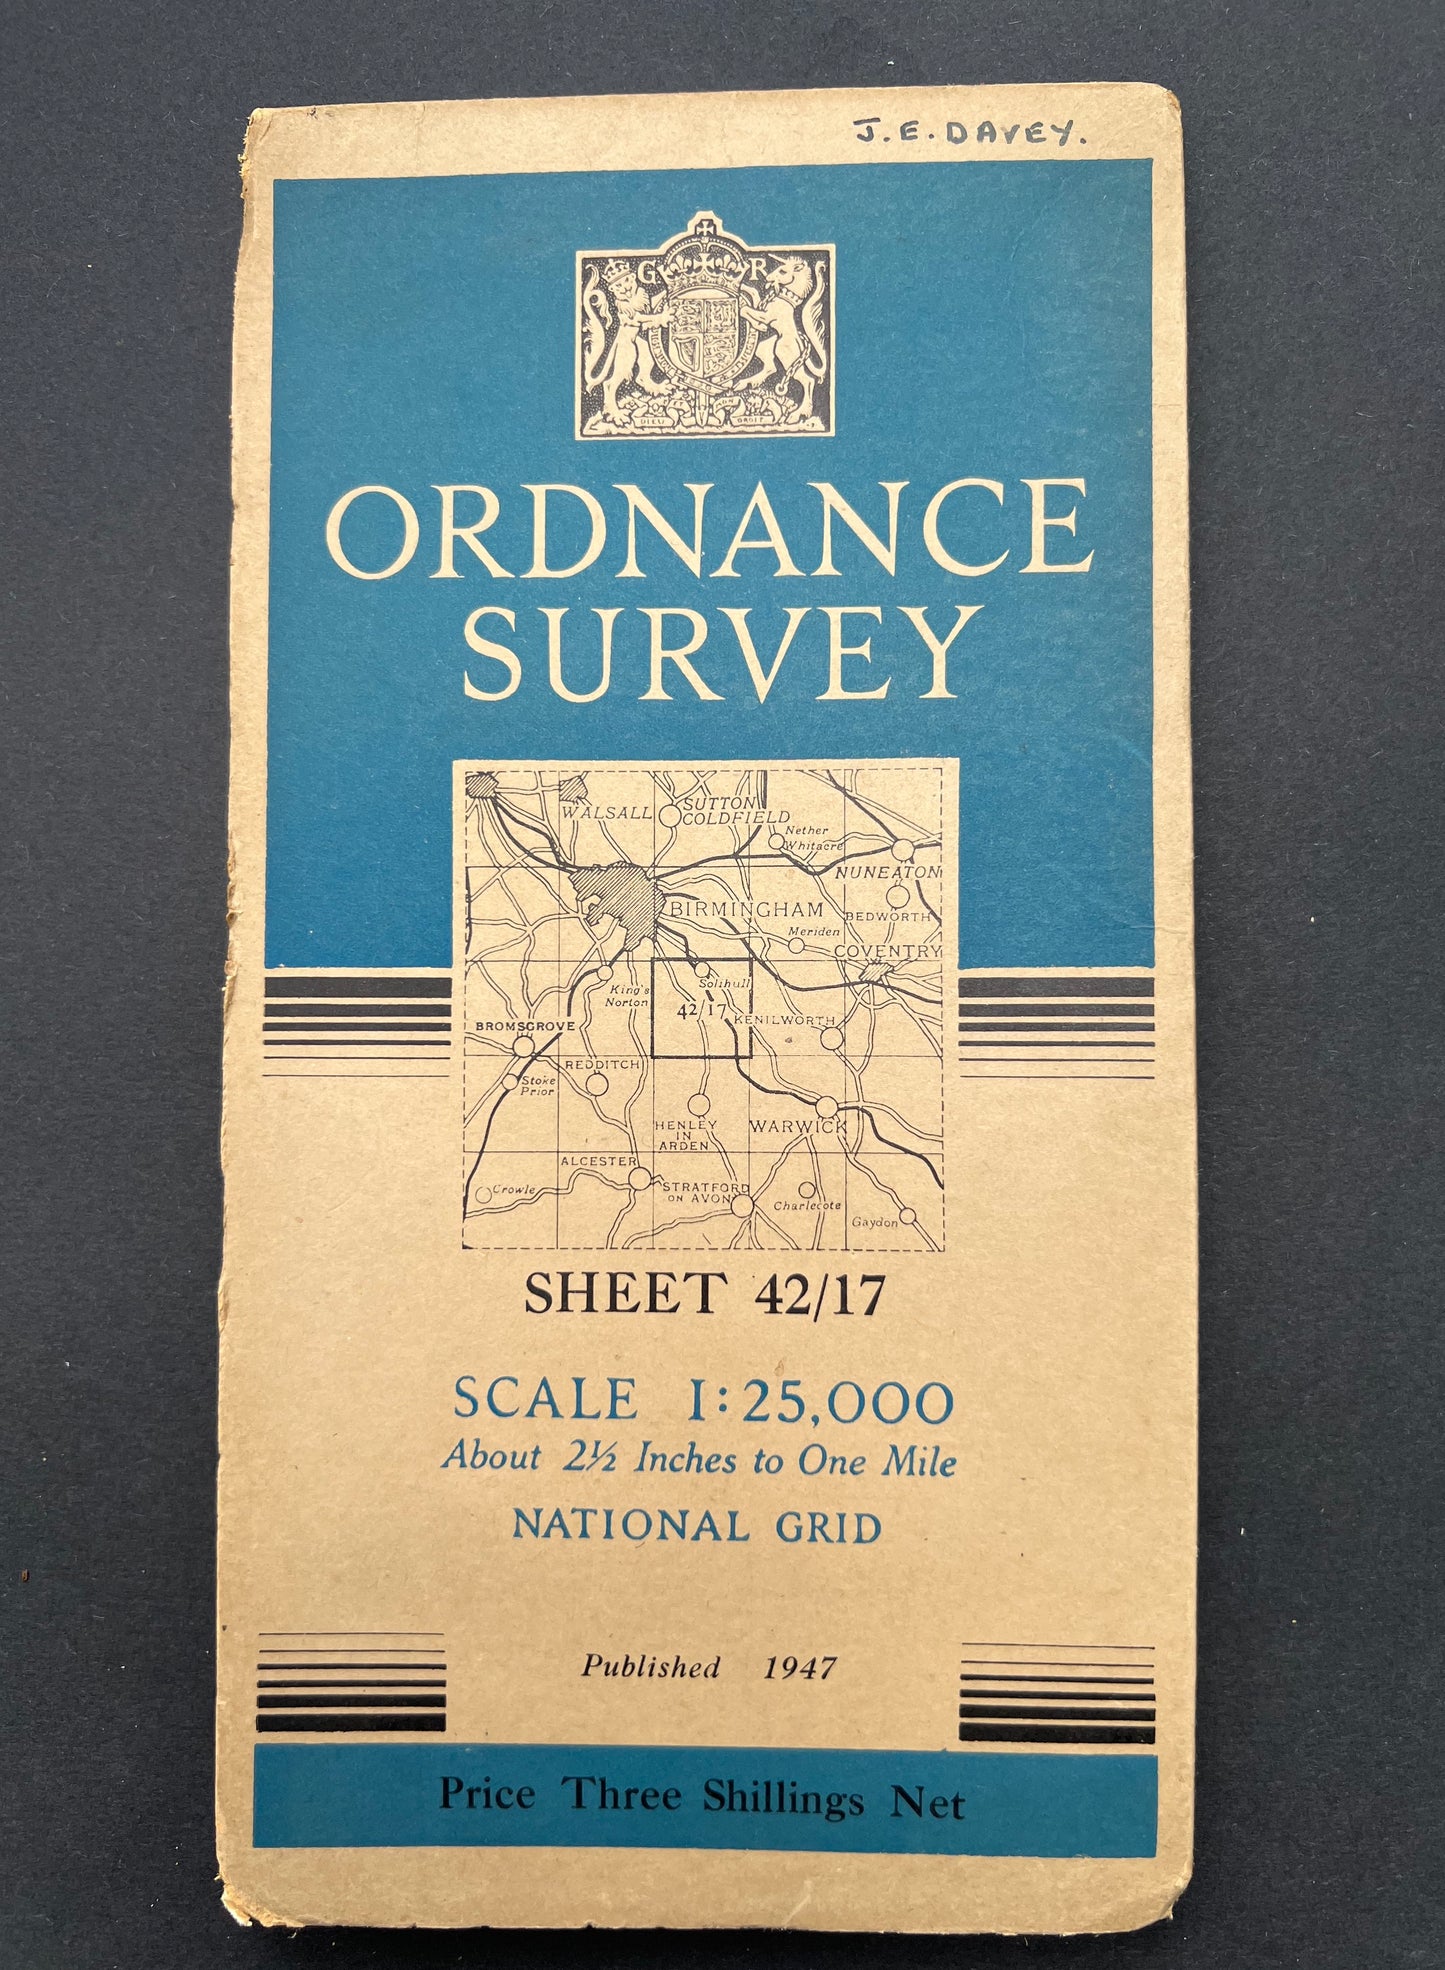 J.E.DAVEY.
G R
DIEU ET MON DROIT
ORDNANCE
SURVEY
WALSALL
SUTTON
COLDFIELD
Nether
Whitacre
NUNEATON
BIRMINGHAM
BEDWORTH
Meriden
COVENTRY
Solihull
King's
Norton
42/17
KENILWORTH
BROMSGROVE
REDDITCH
Stoke
Prior
HENLEY
IN
ARDEN
WARWICK
ALCESTER
Crowle
STRATFORD
ON AVON
Charlecote
Gaydon
SHEET 42/17
SCALE 1:25,000
About 2½ Inches to One Mile
NATIONAL GRID
Published 1947
Price Three Shillings Net